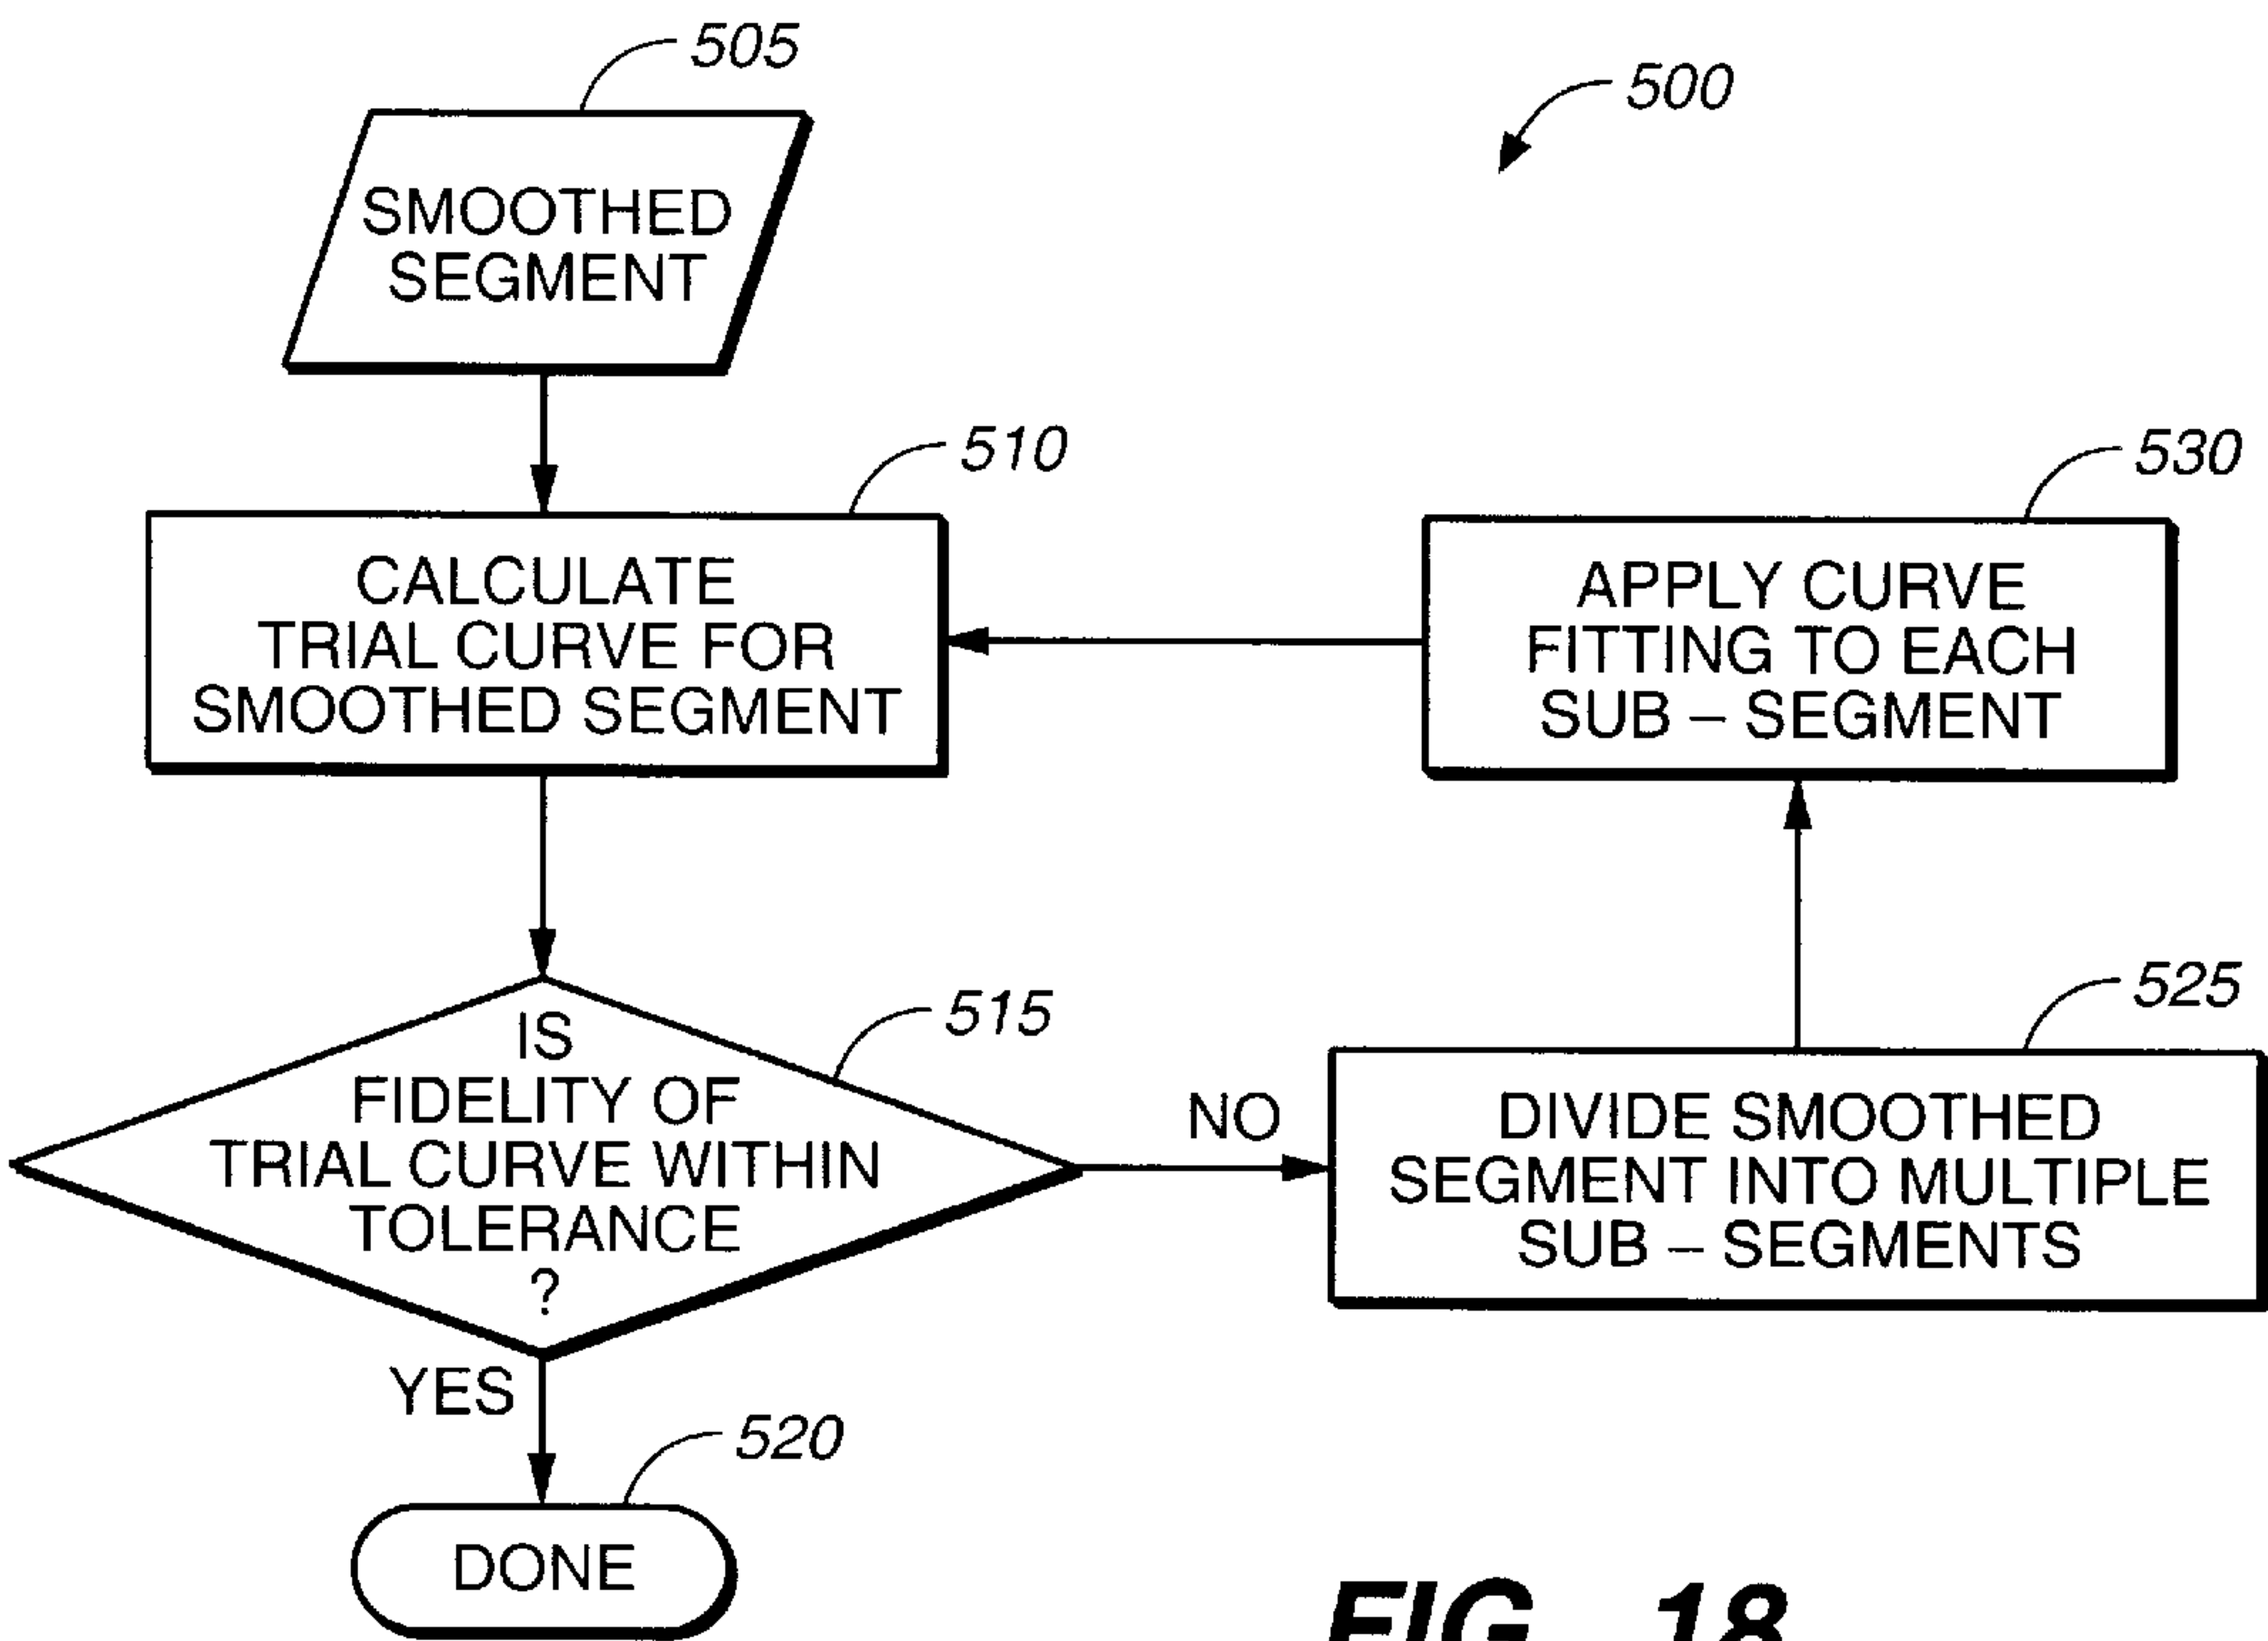 505
500
SMOOTHED
SEGMENT
510
530
CALCULATE
TRIAL CURVE FOR
SMOOTHED SEGMENT
APPLY CURVE
FITTING TO EACH
SUB – SEGMENT
515
525
IS
FIDELITY OF
TRIAL CURVE WITHIN
TOLERANCE
?
NO
DIVIDE SMOOTHED
SEGMENT INTO MULTIPLE
SUB – SEGMENTS
YES
520
DONE
FIG_18